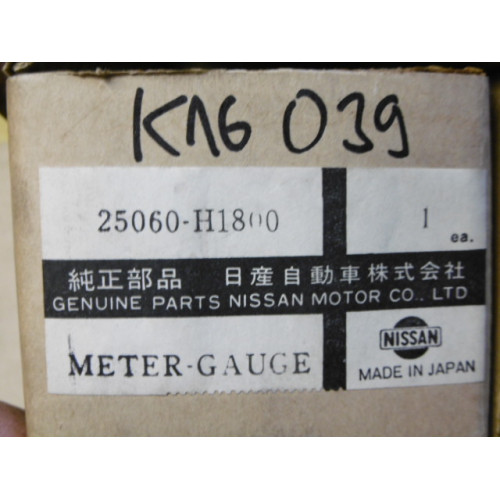 K16 039
25060-H1800 1 ea.
純正部品 日産自動車株式会社
GENUINE PARTS NISSAN MOTOR CO., LTD
METER-GAUGE NISSAN
MADE IN JAPAN